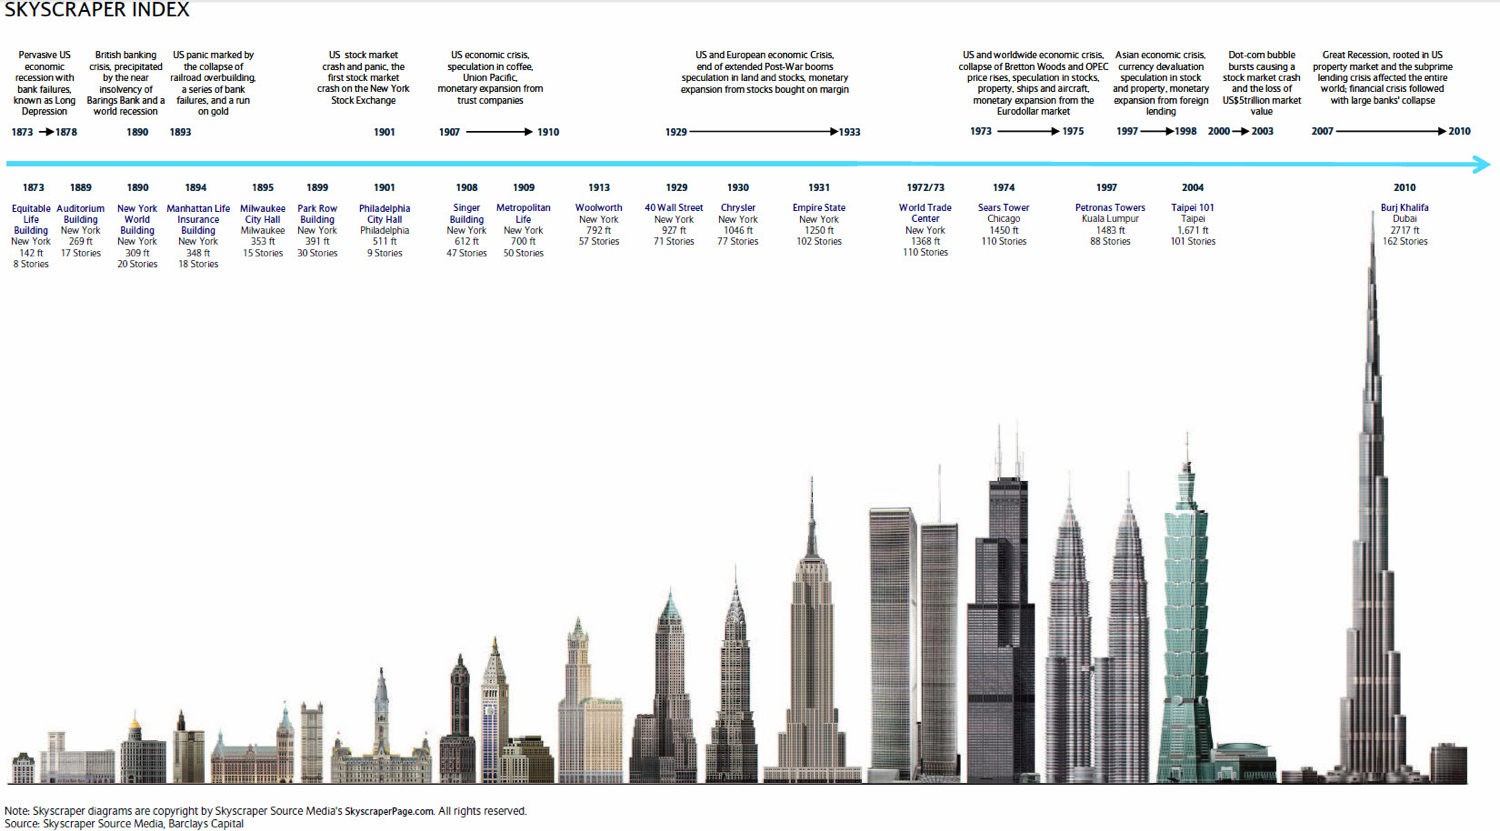 SKYSCRAPER INDEX
Pervasive US
economic
recession with
bank failures,
known as Long
Depression
1873
1878
British banking
crisis, precipitated
by the near
insolvency of
Barings Bank and a
world recession
1890
US panic marked by
the collapse of
railroad overbuilding,
a series of bank
failures, and a run
on gold
1893
US stock market
crash and panic, the
first stock market
crash on the New York
Stock Exchange
1901
US economic crisis,
speculation in coffee,
Union Pacific,
monetary expansion from
trust companies
1907
1910
US and European economic Crisis,
end of extended Post-War booms
speculation in land and stocks, monetary
expansion from stocks bought on margin
1929
1933
US and worldwide economic crisis,
collapse of Bretton Woods and OPEC
price rises, speculation in stocks,
property, ships and aircraft,
monetary expansion from the
Eurodollar market
1973
1975
Asian economic crisis,
currency devaluation
speculation in stock
and property, monetary
expansion from foreign
lending
1997
1998
Dot-com bubble
bursts causing a
stock market crash
and the loss of
US$5trillion market
value
2000
2003
Great Recession, rooted in US
property market and the subprime
lending crisis affected the entire
world; financial crisis followed
with large banks' collapse
2007
2010
1873
Equitable
Life
Building
New York
142 ft
8 Stories
1889
Auditorium
Building
New York
269 ft
17 Stories
1890
New York
World
Building
New York
309 ft
20 Stories
1894
Manhattan Life
Insurance
Building
New York
348 ft
18 Stories
1895
Milwaukee
City Hall
Milwaukee
353 ft
15 Stories
1899
Park Row
Building
New York
391 ft
30 Stories
1901
Philadelphia
City Hall
Philadelphia
511 ft
9 Stories
1908
Singer
Building
New York
612 ft
47 Stories
1909
Metropolitan
Life
New York
700 ft
50 Stories
1913
Woolworth
New York
792 ft
57 Stories
1929
40 Wall Street
New York
927 ft
71 Stories
1930
Chrysler
New York
1046 ft
77 Stories
1931
Empire State
New York
1250 ft
102 Stories
1972/73
World Trade
Center
New York
1368 ft
110 Stories
1974
Sears Tower
Chicago
1450 ft
110 Stories
1997
Petronas Towers
Kuala Lumpur
1483 ft
88 Stories
2004
Taipei 101
Taipei
1,671 ft
101 Stories
2010
Burj Khalifa
Dubai
2717 ft
162 Stories
Note: Skyscraper diagrams are copyright by Skyscraper Source Media's SkyscraperPage.com. All rights reserved.
Source: Skyscraper Source Media, Barclays Capital